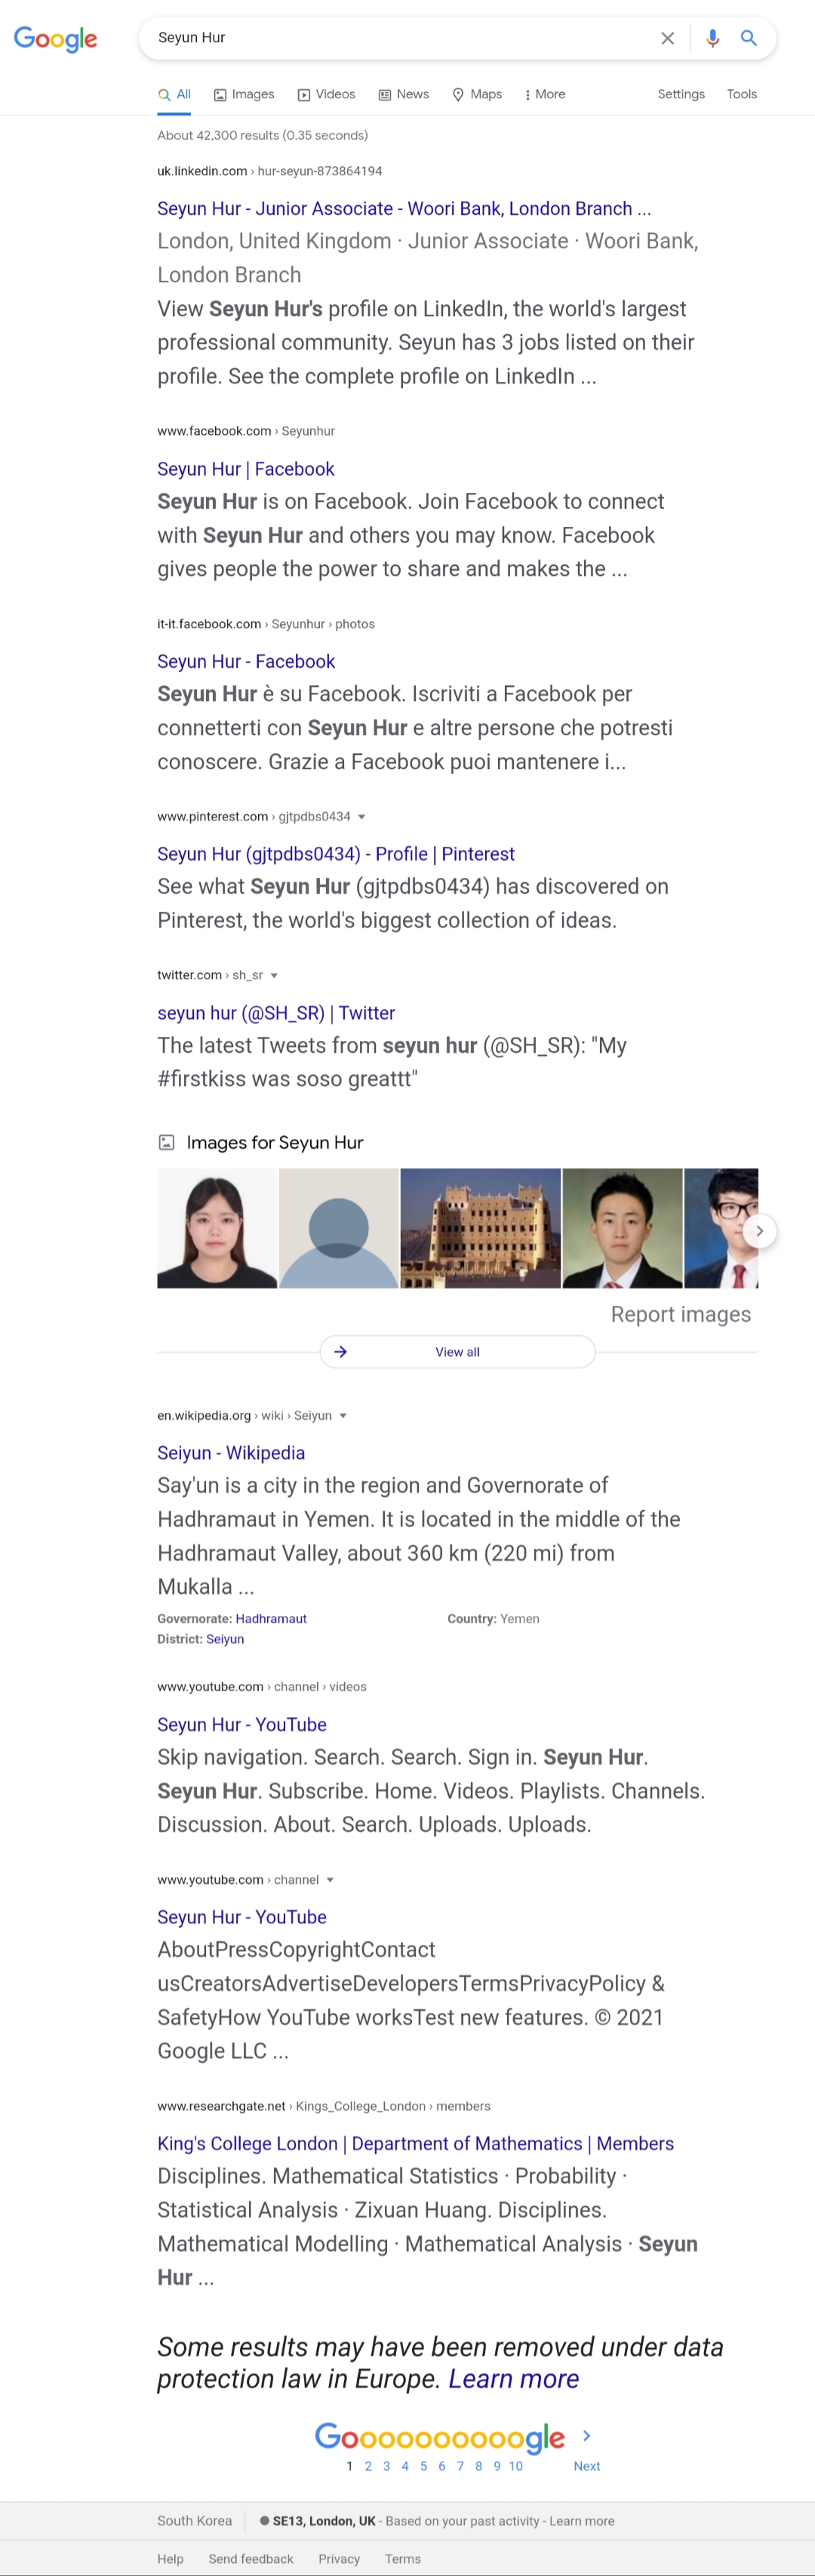 Google
Seyun Hur
All Images Videos News Maps More Settings Tools
About 42,300 results (0.35 seconds)
uk.linkedin.com › hur-seyun-873864194
Seyun Hur - Junior Associate - Woori Bank, London Branch ...
London, United Kingdom · Junior Associate · Woori Bank,
London Branch
View Seyun Hur's profile on LinkedIn, the world's largest
professional community. Seyun has 3 jobs listed on their
profile. See the complete profile on LinkedIn ...
www.facebook.com › Seyunhur
Seyun Hur | Facebook
Seyun Hur is on Facebook. Join Facebook to connect
with Seyun Hur and others you may know. Facebook
gives people the power to share and makes the ...
it-it.facebook.com › Seyunhur › photos
Seyun Hur - Facebook
Seyun Hur è su Facebook. Iscriviti a Facebook per
connetterti con Seyun Hur e altre persone che potresti
conoscere. Grazie a Facebook puoi mantenere i...
www.pinterest.com › gjtpdbs0434
Seyun Hur (gjtpdbs0434) - Profile | Pinterest
See what Seyun Hur (gjtpdbs0434) has discovered on
Pinterest, the world's biggest collection of ideas.
twitter.com › sh_sr
seyun hur (@SH_SR) | Twitter
The latest Tweets from seyun hur (@SH_SR): "My
#firstkiss was soso greattt"
Images for Seyun Hur
Report images
View all
en.wikipedia.org › wiki › Seiyun
Seiyun - Wikipedia
Say'un is a city in the region and Governorate of
Hadhramaut in Yemen. It is located in the middle of the
Hadhramaut Valley, about 360 km (220 mi) from
Mukalla ...
Governorate: Hadhramaut Country: Yemen
District: Seiyun
www.youtube.com › channel › videos
Seyun Hur - YouTube
Skip navigation. Search. Search. Sign in. Seyun Hur.
Seyun Hur. Subscribe. Home. Videos. Playlists. Channels.
Discussion. About. Search. Uploads. Uploads.
www.youtube.com › channel
Seyun Hur - YouTube
AboutPressCopyrightContact
usCreatorsAdvertiseDevelopersTermsPrivacyPolicy &
SafetyHow YouTube worksTest new features. © 2021
Google LLC ...
www.researchgate.net › Kings_College_London › members
King's College London | Department of Mathematics | Members
Disciplines. Mathematical Statistics · Probability ·
Statistical Analysis · Zixuan Huang. Disciplines.
Mathematical Modelling · Mathematical Analysis · Seyun
Hur ...
Some results may have been removed under data
protection law in Europe. Learn more
Goooooooooogle
1 2 3 4 5 6 7 8 9 10 Next
South Korea SE13, London, UK - Based on your past activity - Learn more
Help Send feedback Privacy Terms